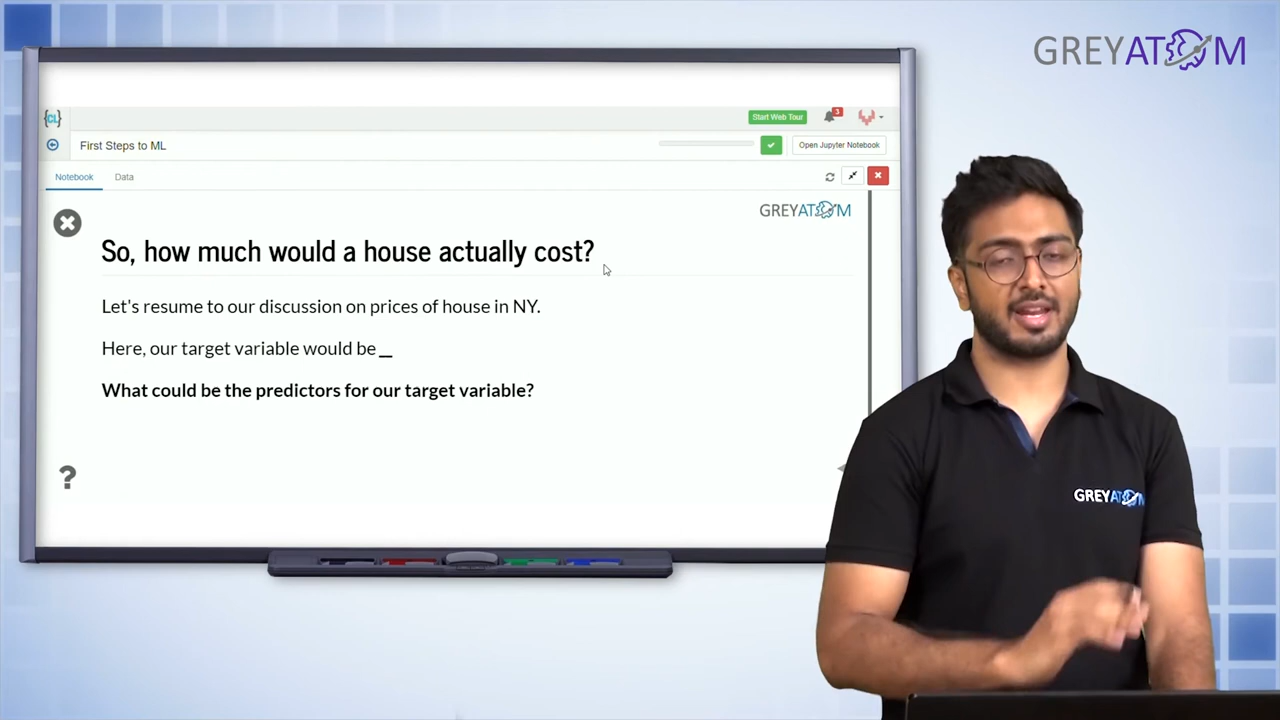 GREYATOM
{CL}
Start Web Tour
3
First Steps to ML
Open Jupyter Notebook
Notebook
Data
GREYATOM
So, how much would a house actually cost?
Let's resume to our discussion on prices of house in NY.
Here, our target variable would be _
What could be the predictors for our target variable?
?
GREYATOM